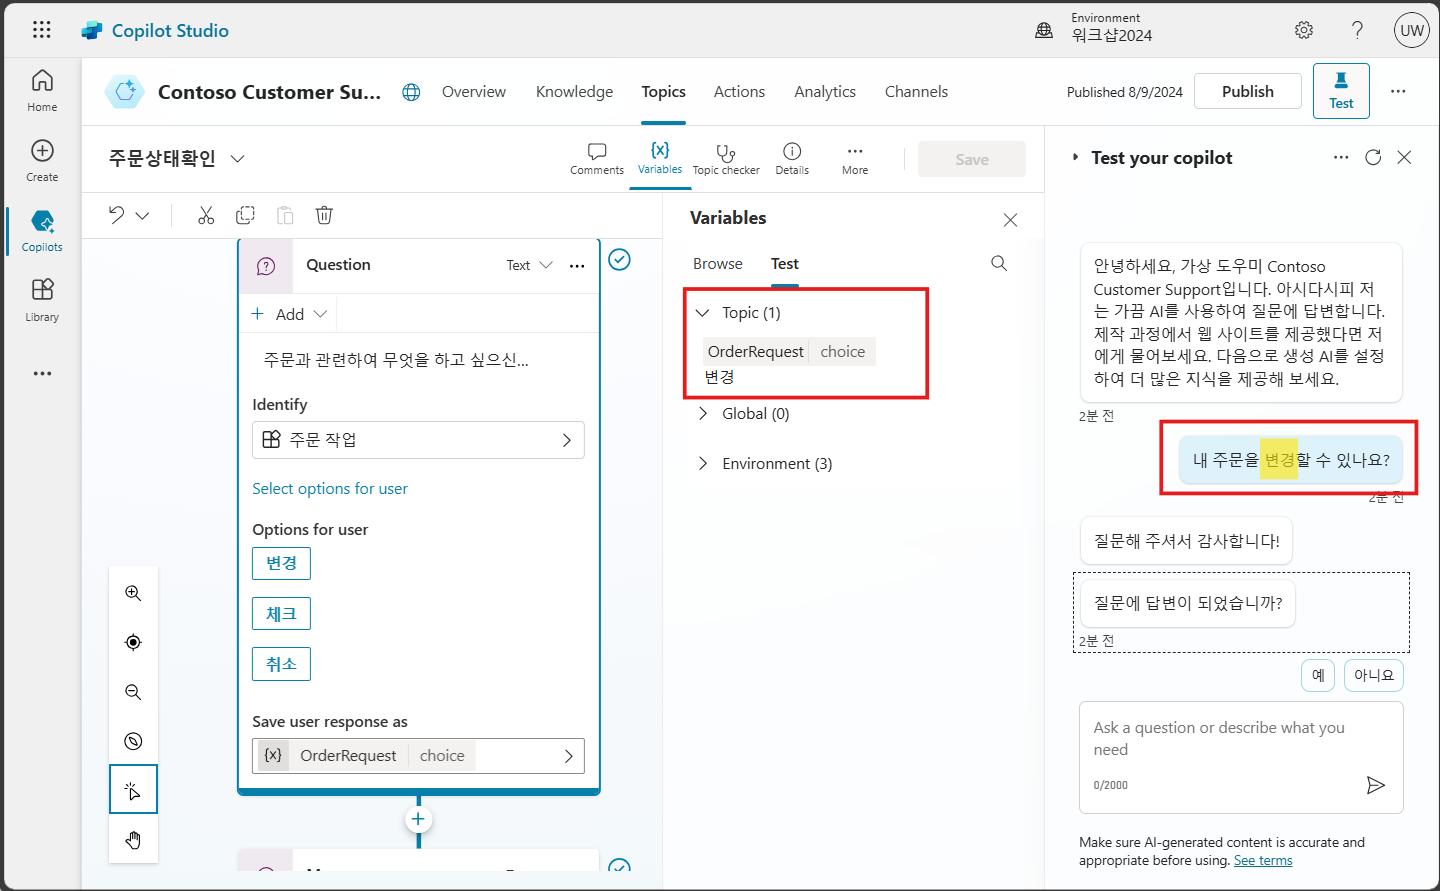 Copilot Studio
Environment
워크샵2024
UW
Home
Create
Copilots
Library
Contoso Customer Su...
Overview
Knowledge
Topics
Actions
Analytics
Channels
Published 8/9/2024
Publish
Test
주문상태확인
Comments
{x}
Variables
Topic checker
Details
More
Save
Question
Text
Add
주문과 관련하여 무엇을 하고 싶으신...
Identify
주문 작업
Select options for user
Options for user
변경
체크
취소
Save user response as
{x} OrderRequest choice
Variables
Browse
Test
Topic (1)
OrderRequest choice
변경
Global (0)
Environment (3)
Test your copilot
안녕하세요, 가상 도우미 Contoso
Customer Support입니다. 아시다시피 저
는 가끔 AI를 사용하여 질문에 답변합니다.
제작 과정에서 웹 사이트를 제공했다면 저
에게 물어보세요. 다음으로 생성 AI를 설정
하여 더 많은 지식을 제공해 보세요.
2분 전
내 주문을 변경할 수 있나요?
2분 전
질문해 주셔서 감사합니다!
질문에 답변이 되었습니까?
2분 전
예
아니요
Ask a question or describe what you
need
0/2000
Make sure AI-generated content is accurate and
appropriate before using. See terms